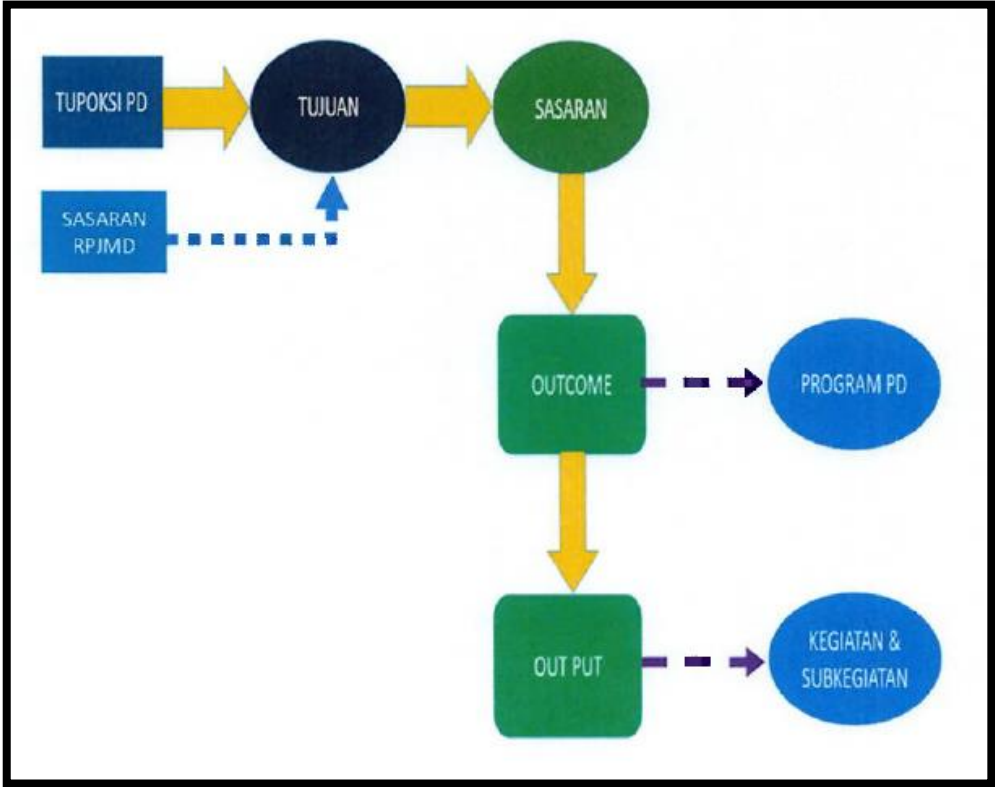 TUPOKSI PD
TUJUAN
SASARAN
SASARAN
RPJMD
OUTCOME
PROGRAM PD
OUT PUT
KEGIATAN &
SUBKEGIATAN